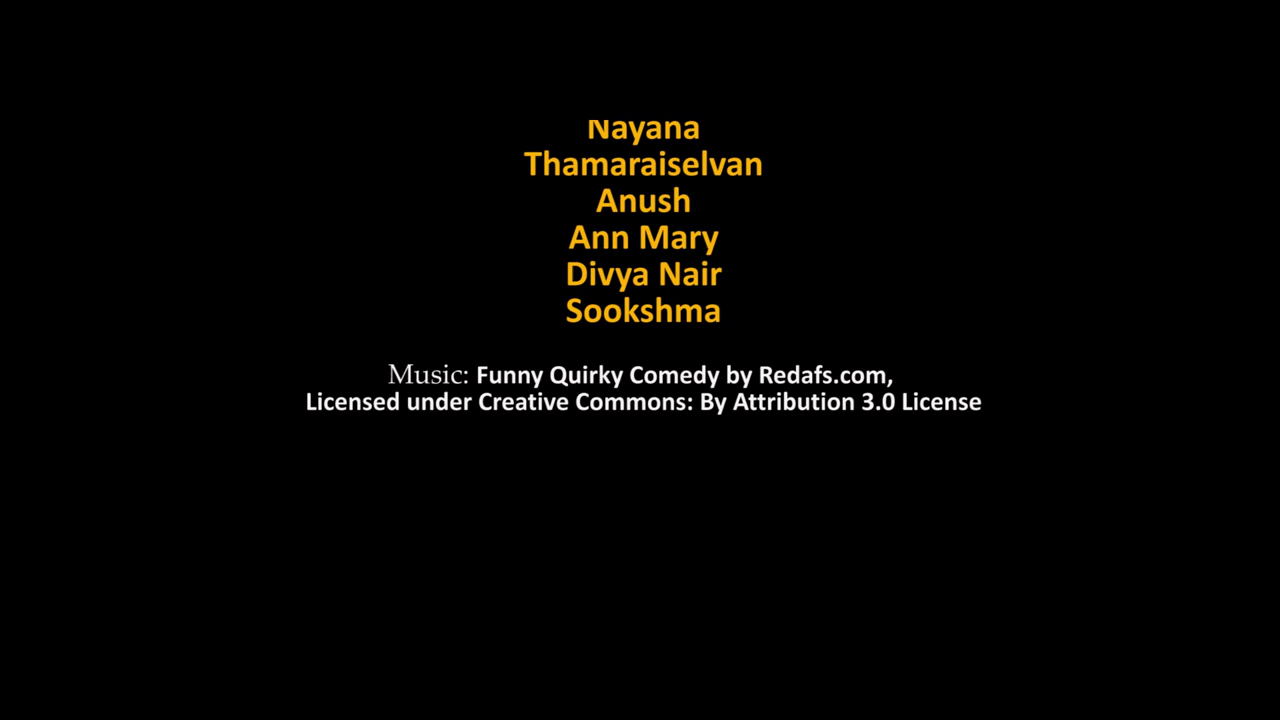 Nayana
Thamaraiselvan
Anush
Ann Mary
Divya Nair
Sookshma
Music: Funny Quirky Comedy by Redafs.com,
Licensed under Creative Commons: By Attribution 3.0 License